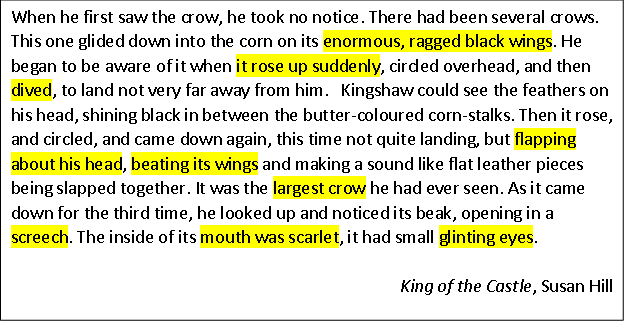 When he first saw the crow, he took no notice. There had been several crows.
This one glided down into the corn on its enormous, ragged black wings. He
began to be aware of it when it rose up suddenly, circled overhead, and then
dived, to land not very far away from him. Kingshaw could see the feathers on
his head, shining black in between the butter-coloured corn-stalks. Then it rose,
and circled, and came down again, this time not quite landing, but flapping
about his head, beating its wings and making a sound like flat leather pieces
being slapped together. It was the largest crow he had ever seen. As it came
down for the third time, he looked up and noticed its beak, opening in a
screech. The inside of its mouth was scarlet, it had small glinting eyes.
King of the Castle, Susan Hill